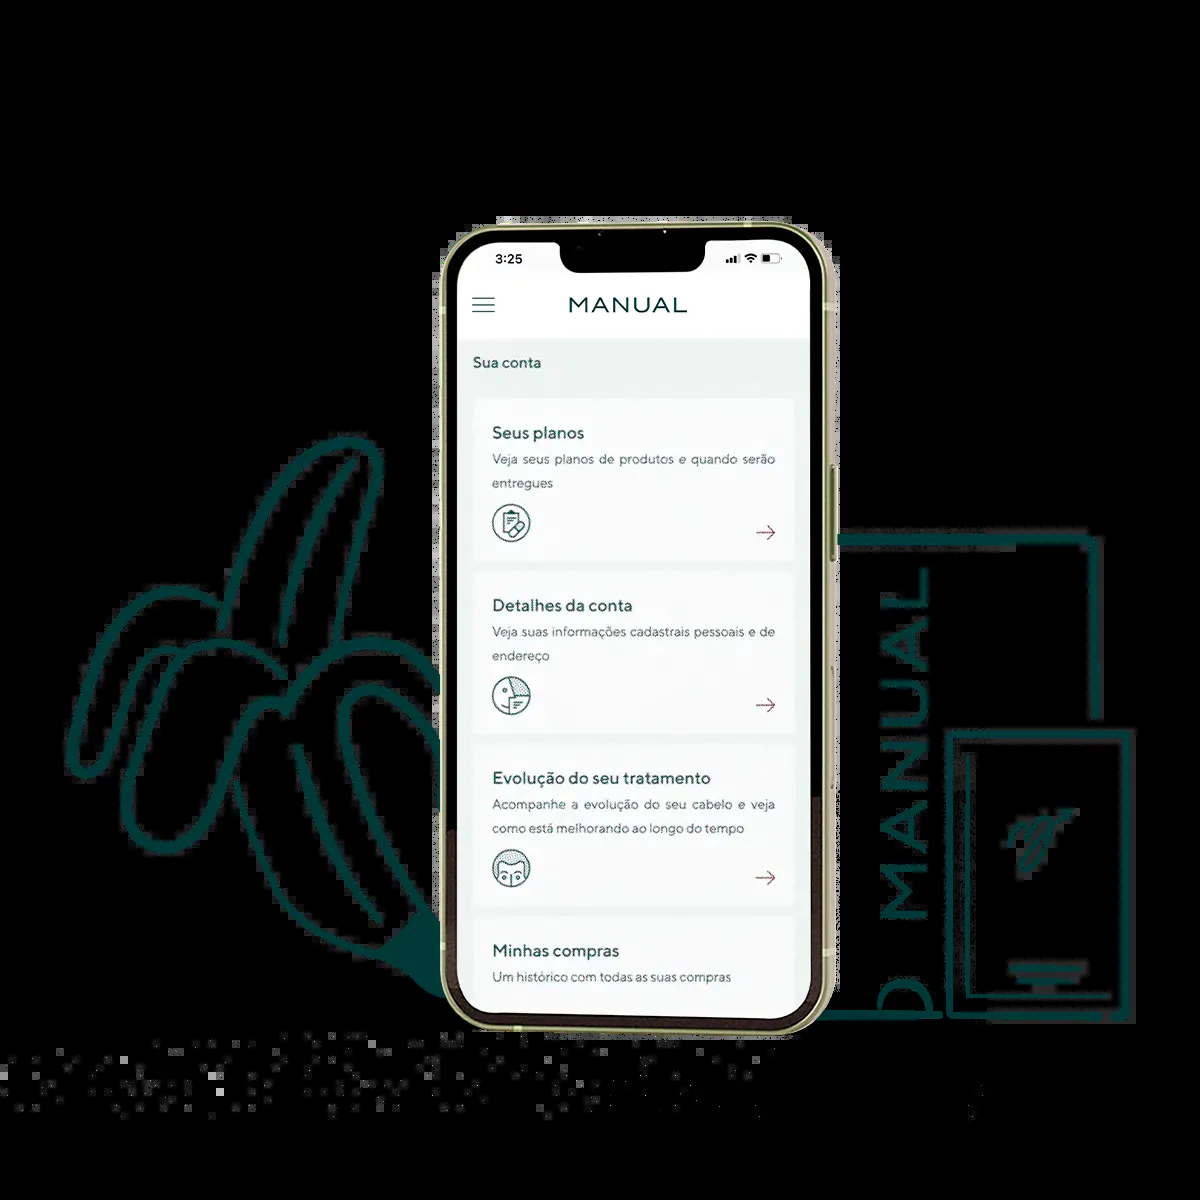 3:25
MANUAL
Sua conta
Seus planos
Veja seus planos de produtos e quando serão
entregues
Detalhes da conta
Veja suas informações cadastrais pessoais e de
endereço
Evolução do seu tratamento
Acompanhe a evolução do seu cabelo e veja
como está melhorando ao longo do tempo
Minhas compras
Um histórico com todas as suas compras
MANUAL